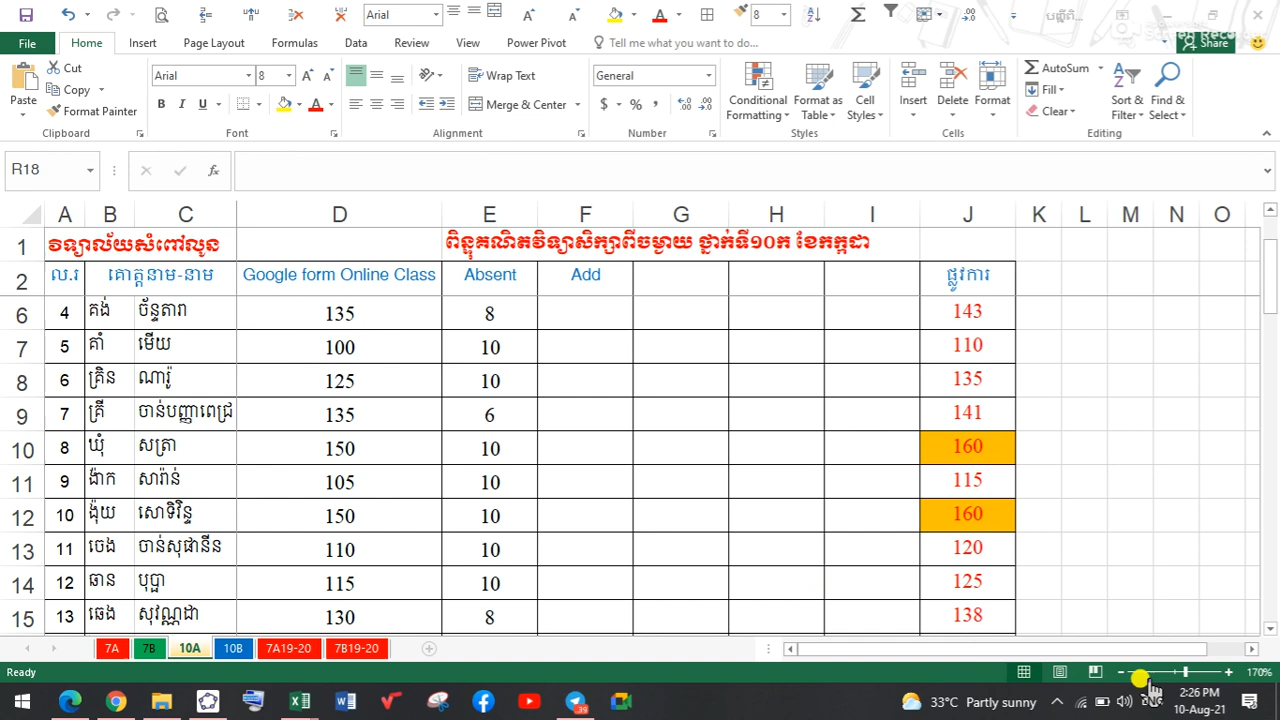 បញ្ជីពិ...
Arial 8
Share
File Home Insert Page Layout Formulas Data Review View Power Pivot Tell me what you want to do...
Paste Cut Copy Format Painter
Arial 8
B I U
Wrap Text
Merge & Center
General
$ % ,
Conditional Formatting
Format as Table
Cell Styles
Insert Delete Format
AutoSum Fill Clear
Sort & Filter
Find & Select
Clipboard Font Alignment Number Styles Cells Editing
R18 fx
A B C D E F G H I J K L M N O
1 វិទ្យាល័យសំពៅលូន ពិន្ទុគណិតវិទ្យាសិក្សាពីចម្ងាយ ថ្នាក់ទី១០ក ខែកក្កដា
2 ល.រ គោត្តនាម-នាម Google form Online Class Absent Add ផ្លូវការ
6 4 គង់ ច័ន្ទតារា 135 8 143
7 5 គាំ មើយ 100 10 110
8 6 គ្រិន ណារ៉ូ 125 10 135
9 7 គ្រី ចាន់បញ្ញាពេជ្រ 135 6 141
10 8 ឃុំ សត្រា 150 10 160
11 9 ង៉ាក សារ៉ាន់ 105 10 115
12 10 ង៉ុយ សោទិវិន្ទ 150 10 160
13 11 ចេង ចាន់សុផានីន 110 10 120
14 12 ឆាន បុប្ផា 115 10 125
15 13 ឆេង សុវណ្ណដា 130 8 138
7A 7B 10A 10B 7A19-20 7B19-20
Ready 170%
33°C Partly sunny 2:26 PM
10-Aug-21